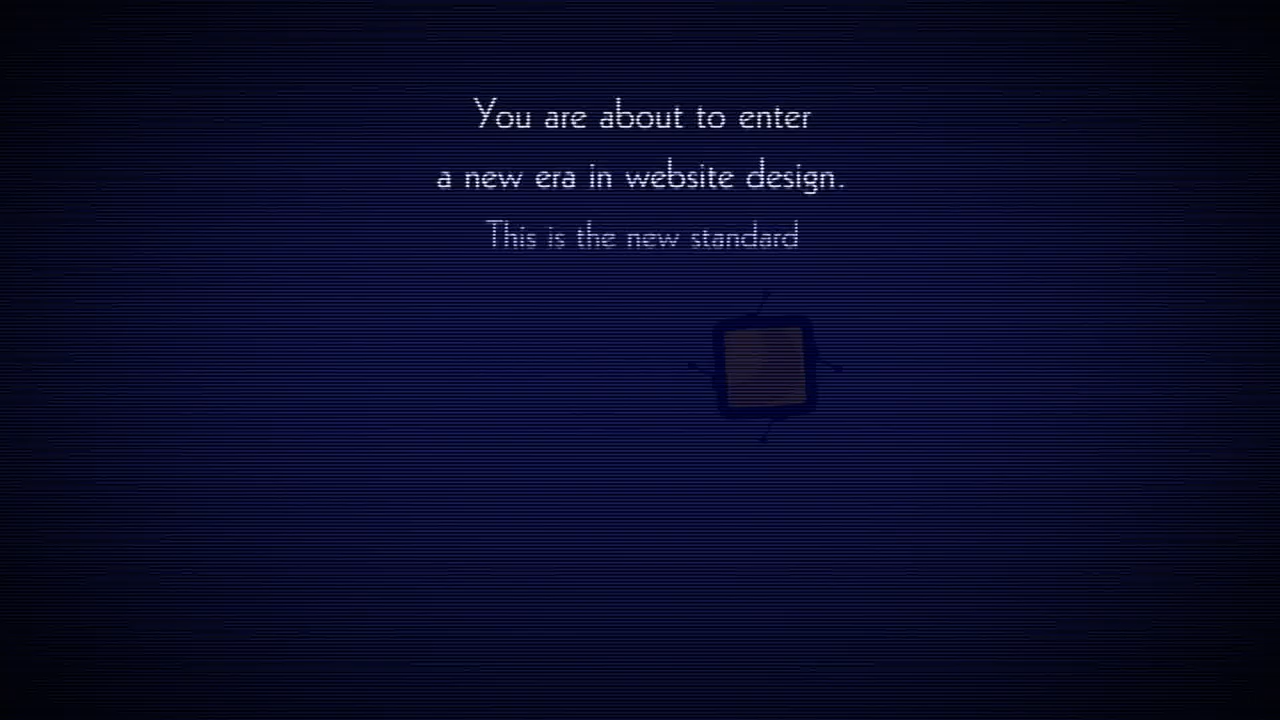 You are about to enter
a new era in website design.
This is the new standard